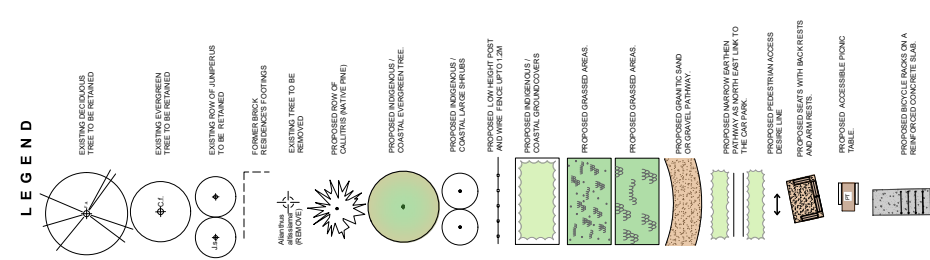 LEGEND
EXISTING DECIDUOUS
TREE TO BE RETAINED
EXISTING EVERGREEN
TREE TO BE RETAINED
C.f.
EXISTING ROW OF JUNIPERUS
TO BE RETAINED
J.s
FORMER BRICK
RESIDENCE'S FOOTINGS
EXISTING TREE TO BE
REMOVED
Ailanthus
altissiama
(REMOVE)
PROPOSED ROW OF
CALLITRIS (NATIVE PINE)
PROPOSED INDIGENOUS /
COASTAL EVERGREEN TREE.
PROPOSED INDIGENOUS /
COASTAL LARGE SHRUBS
PROPOSED LOW HEIGHT POST
AND WIRE FENCE UPTO 1.2M
PROPOSED INDIGENOUS /
COASTAL GROUNDCOVERS
PROPOSED GRASSED AREAS.
PROPOSED GRASSED AREAS.
PROPOSED GRANITIC SAND
OR GRAVEL PATHWAY.
PROPOSED NARROW EARTHEN
PATHWAY AS NORTH EAST LINK TO
THE CAR PARK.
PROPOSED PEDESTRIAN ACCESS
DESIRE LINE
PROPOSED SEATS WITH BACK RESTS
AND ARM RESTS.
PROPOSED ACCESSIBLE PICNIC
TABLE.
PT
PROPOSED BICYCLE RACKS ON A
REINFORCED CONCRETE SLAB.